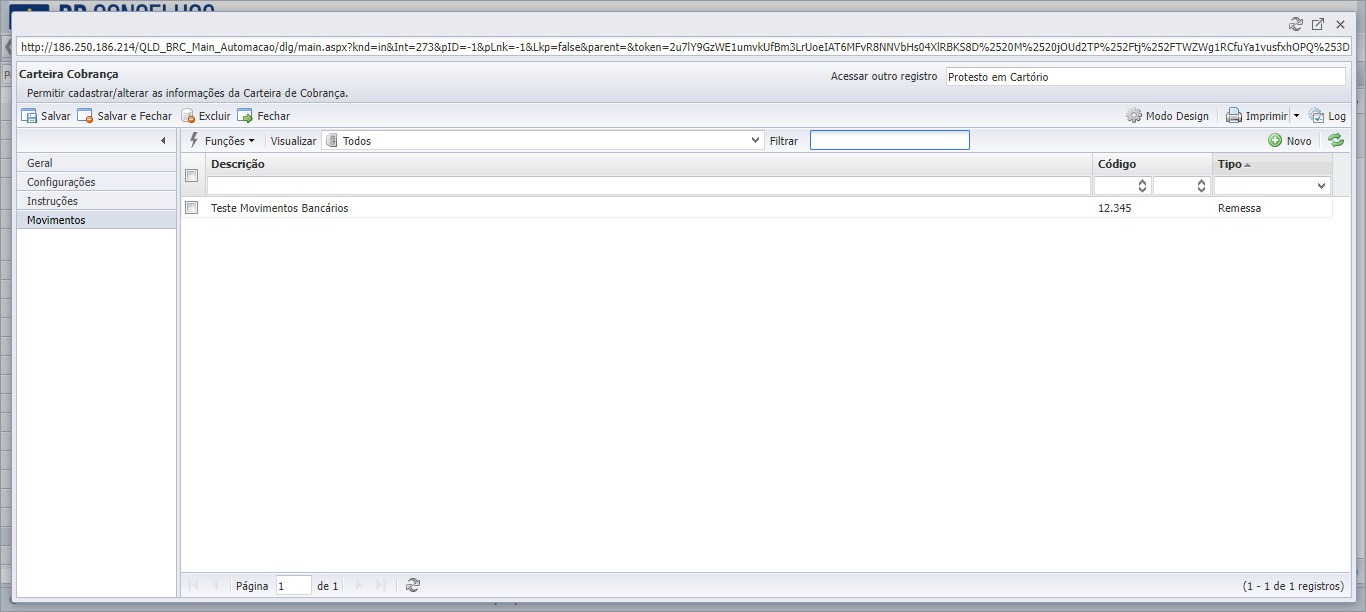 http://186.250.186.214/QLD_BRC_Main_Automacao/dlg/main.aspx?knd=in&Int=273&pID=-1&pLnk=-1&Lkp=false&parent=&token=2u7lY9GzWE1umvkUfBm3LrUoeIAT6MFvR8NNVbHs04XlRBKS8D%2520M%2520jOUd2TP%252Ftj%252FTWZWg1RCfuYa1vusfxhOPQ%253D
Carteira Cobrança
Acessar outro registro Protesto em Cartório
Permitir cadastrar/alterar as informações da Carteira de Cobrança.
Salvar Salvar e Fechar Excluir Fechar Modo Design Imprimir Log
Funções Visualizar Todos Filtrar Novo
Geral
Configurações
Instruções
Movimentos
Descrição Código Tipo
Teste Movimentos Bancários 12.345 Remessa
Página 1 de 1 (1 - 1 de 1 registros)